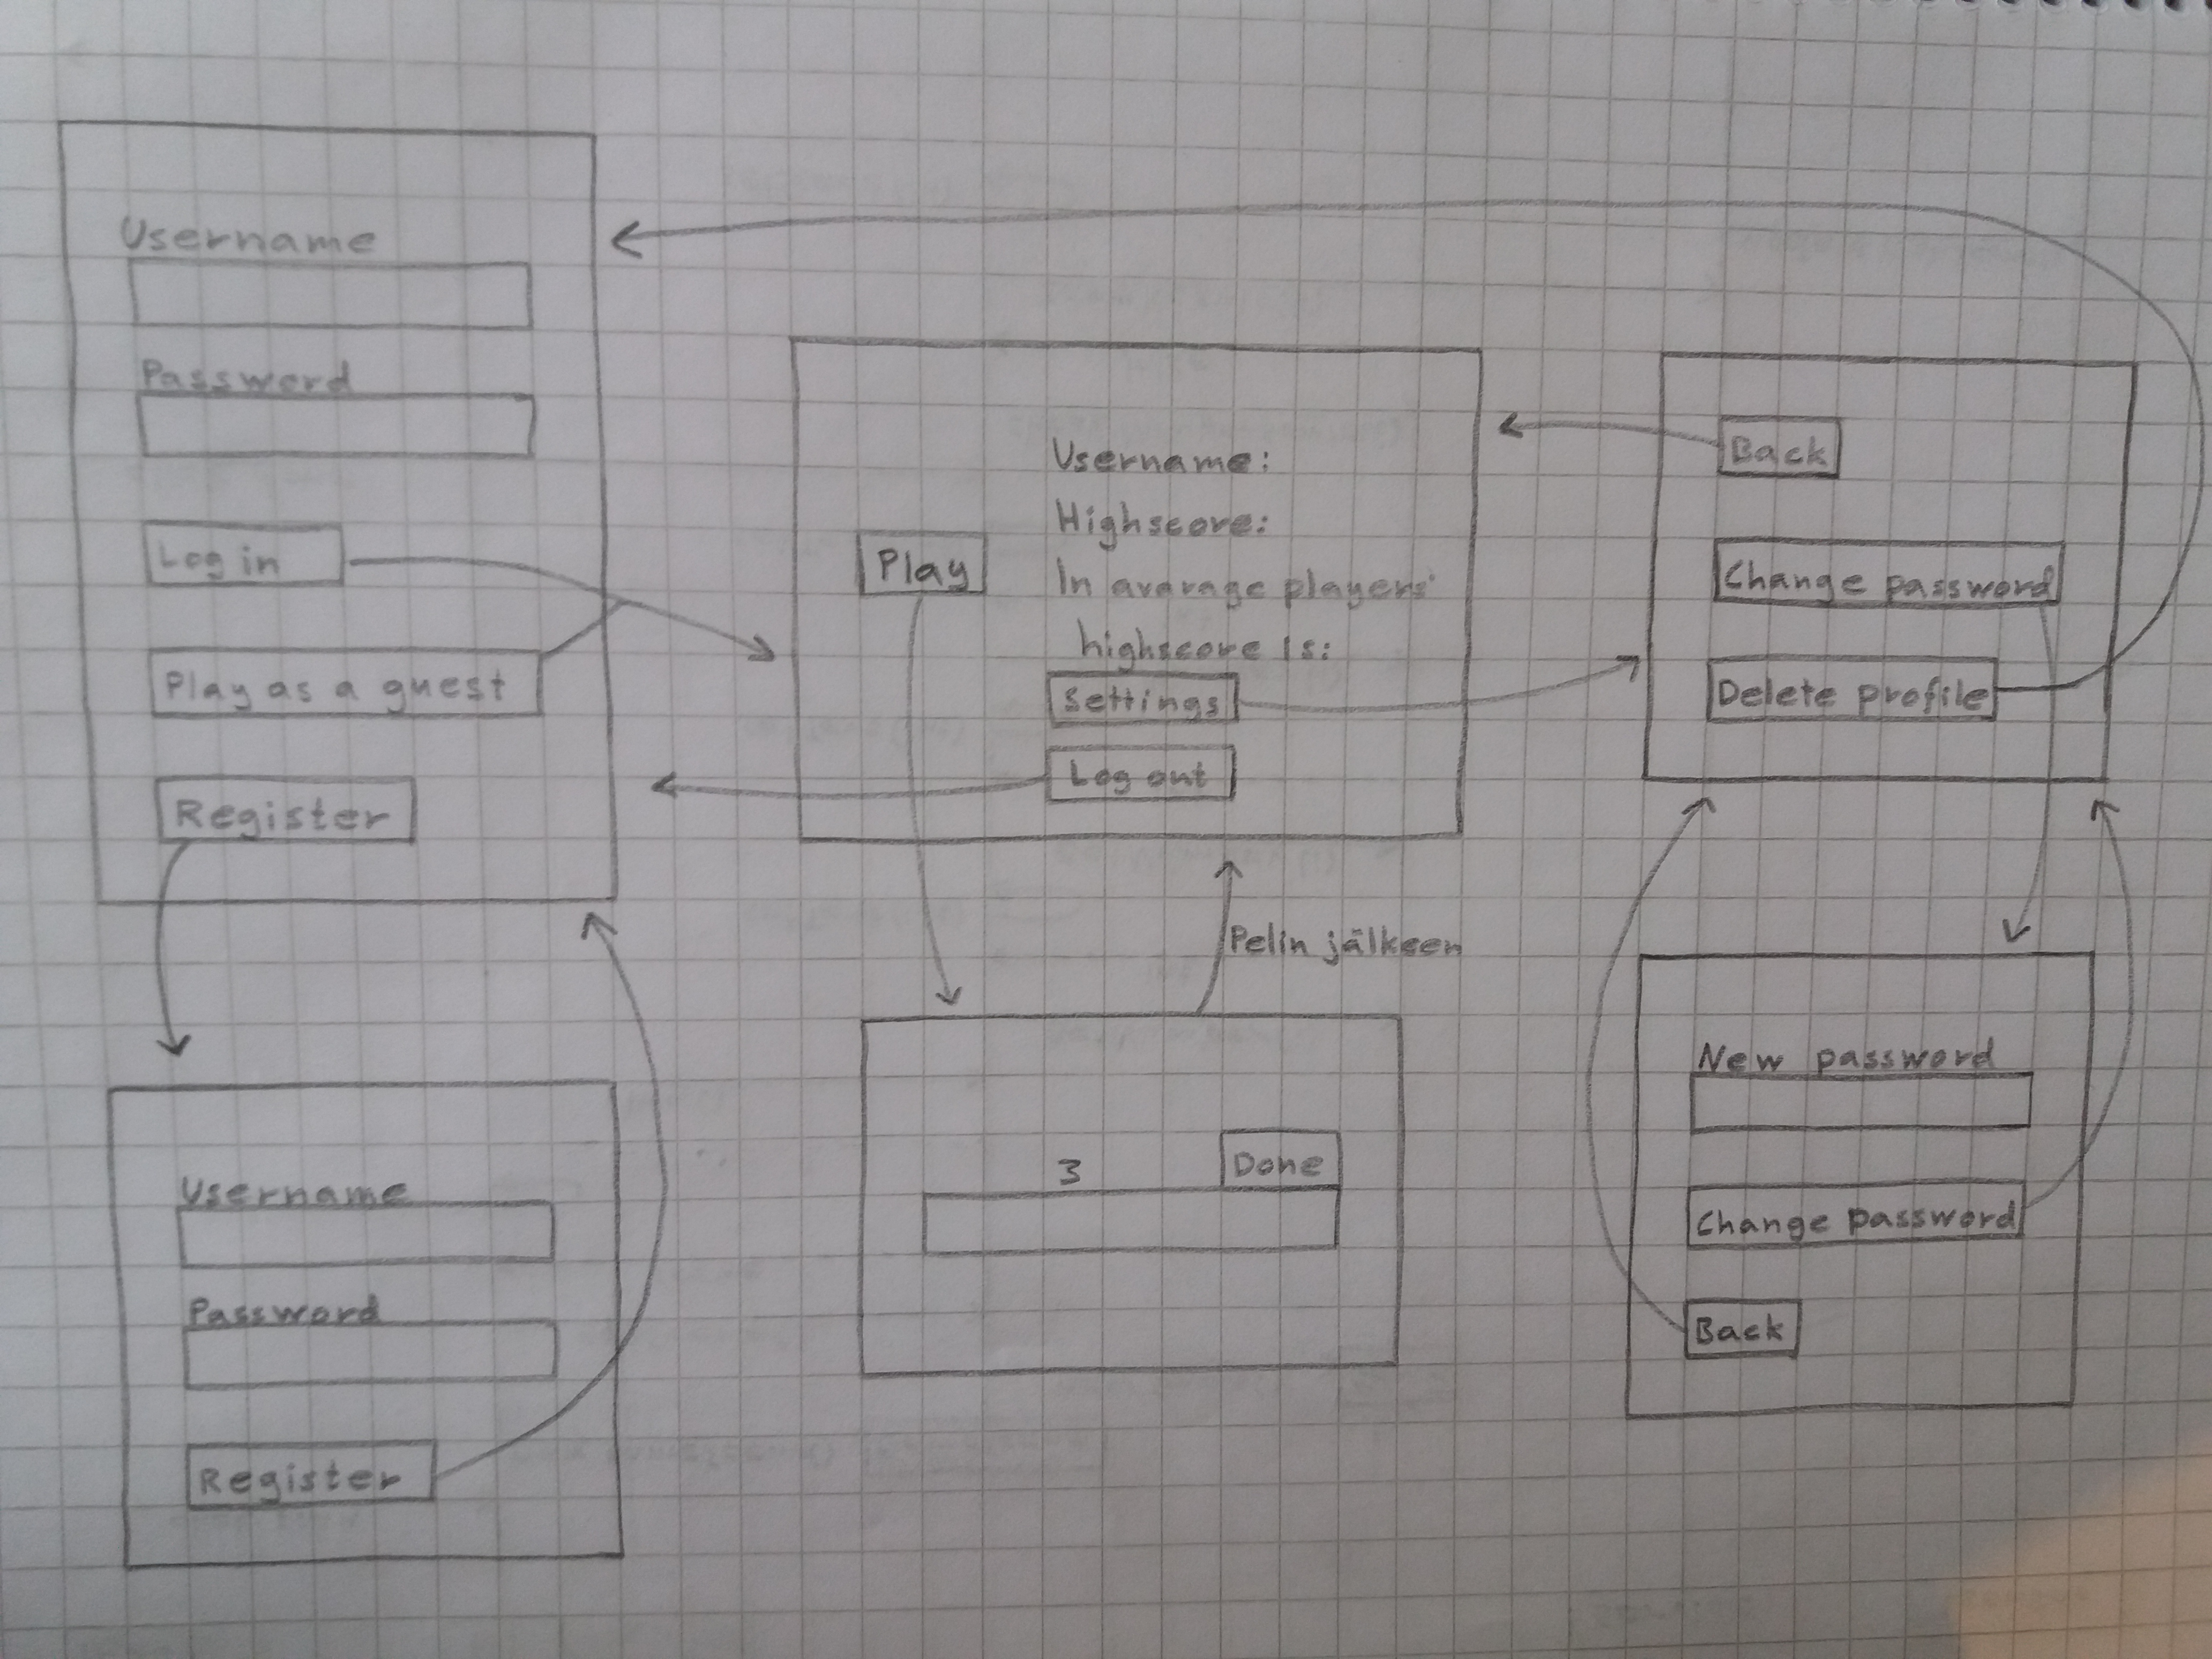 Username
Password
Log in
Play as a guest
Register
Username
Password
Register
Play
Username:
Highscore:
In avarage players'
highscore is:
Settings
Log out
Pelin jälkeen
3
Done
Back
Change password
Delete profile
New password
Change password
Back